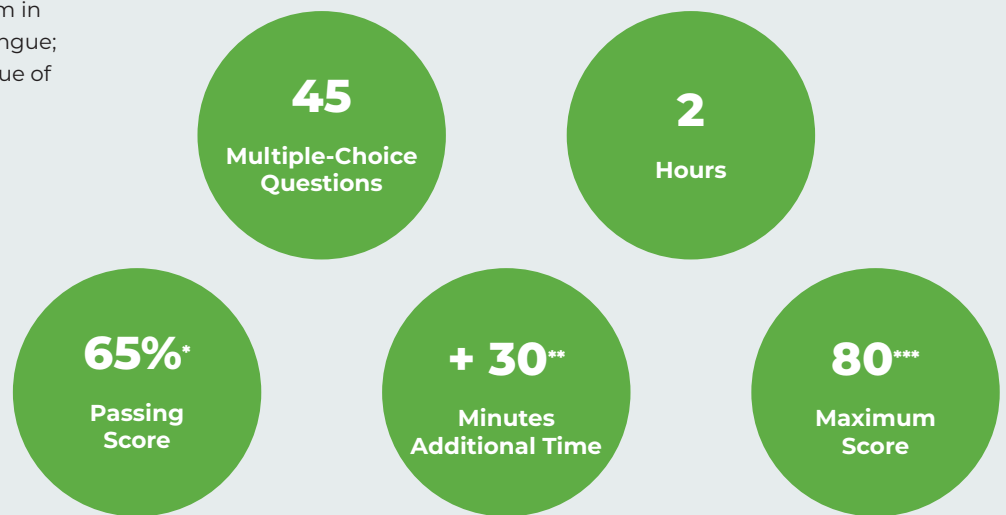 m in
ngue;
ue of
45
Multiple-Choice
Questions
2
Hours
65%*
Passing
Score
+ 30**
Minutes
Additional Time
80***
Maximum
Score